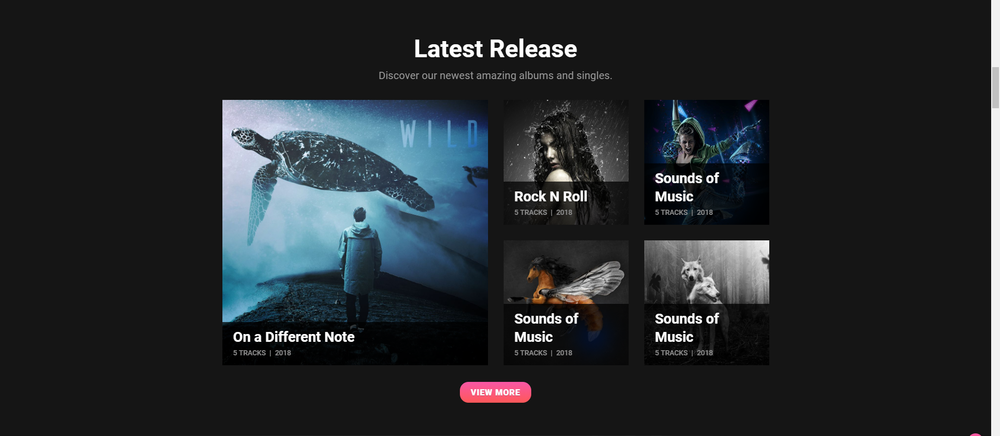 Latest Release
Discover our newest amazing albums and singles.
WILD
On a Different Note
5 TRACKS | 2018
Rock N Roll
5 TRACKS | 2018
Sounds of
Music
5 TRACKS | 2018
Sounds of
Music
5 TRACKS | 2018
Sounds of
Music
5 TRACKS | 2018
VIEW MORE